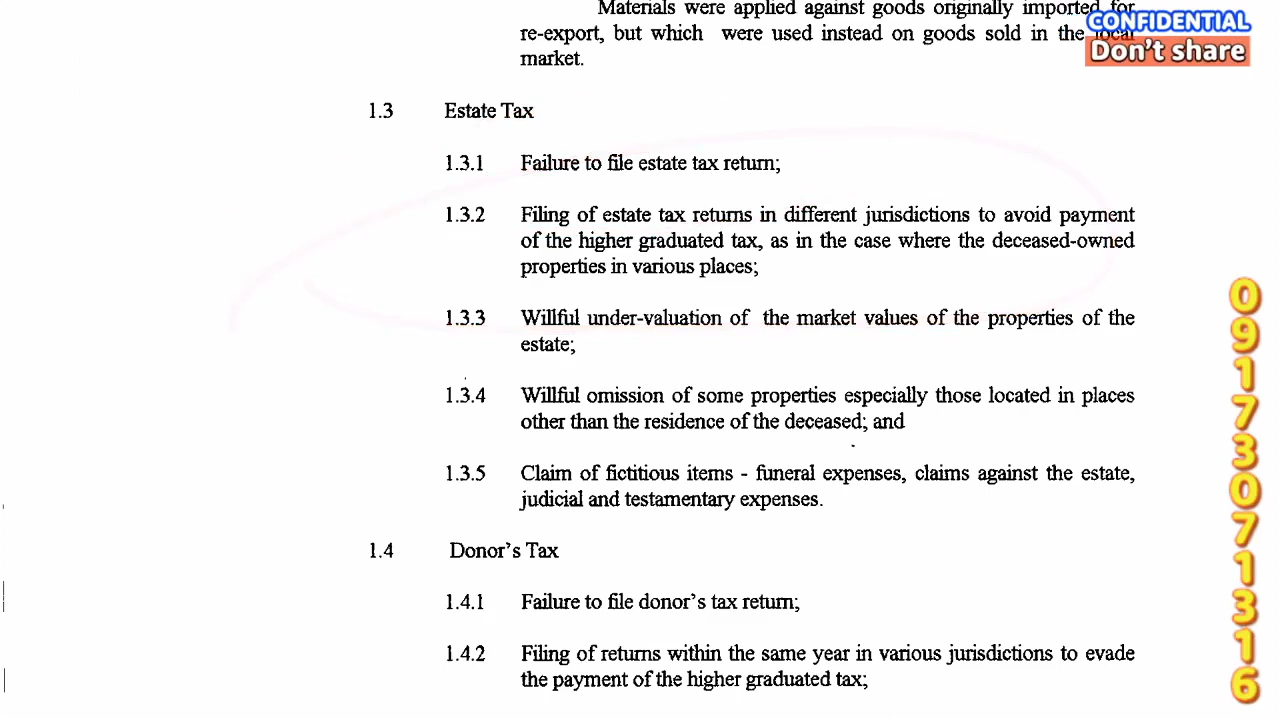 Materials were applied against goods originally imported for
re-export, but which were used instead on goods sold in the local
market.
CONFIDENTIAL
Don't share
1.3 Estate Tax
1.3.1 Failure to file estate tax return;
1.3.2 Filing of estate tax returns in different jurisdictions to avoid payment
of the higher graduated tax, as in the case where the deceased-owned
properties in various places;
1.3.3 Willful under-valuation of the market values of the properties of the
estate;
1.3.4 Willful omission of some properties especially those located in places
other than the residence of the deceased; and
1.3.5 Claim of fictitious items - funeral expenses, claims against the estate,
judicial and testamentary expenses.
1.4 Donor's Tax
1.4.1 Failure to file donor's tax return;
1.4.2 Filing of returns within the same year in various jurisdictions to evade
the payment of the higher graduated tax;
09173071316